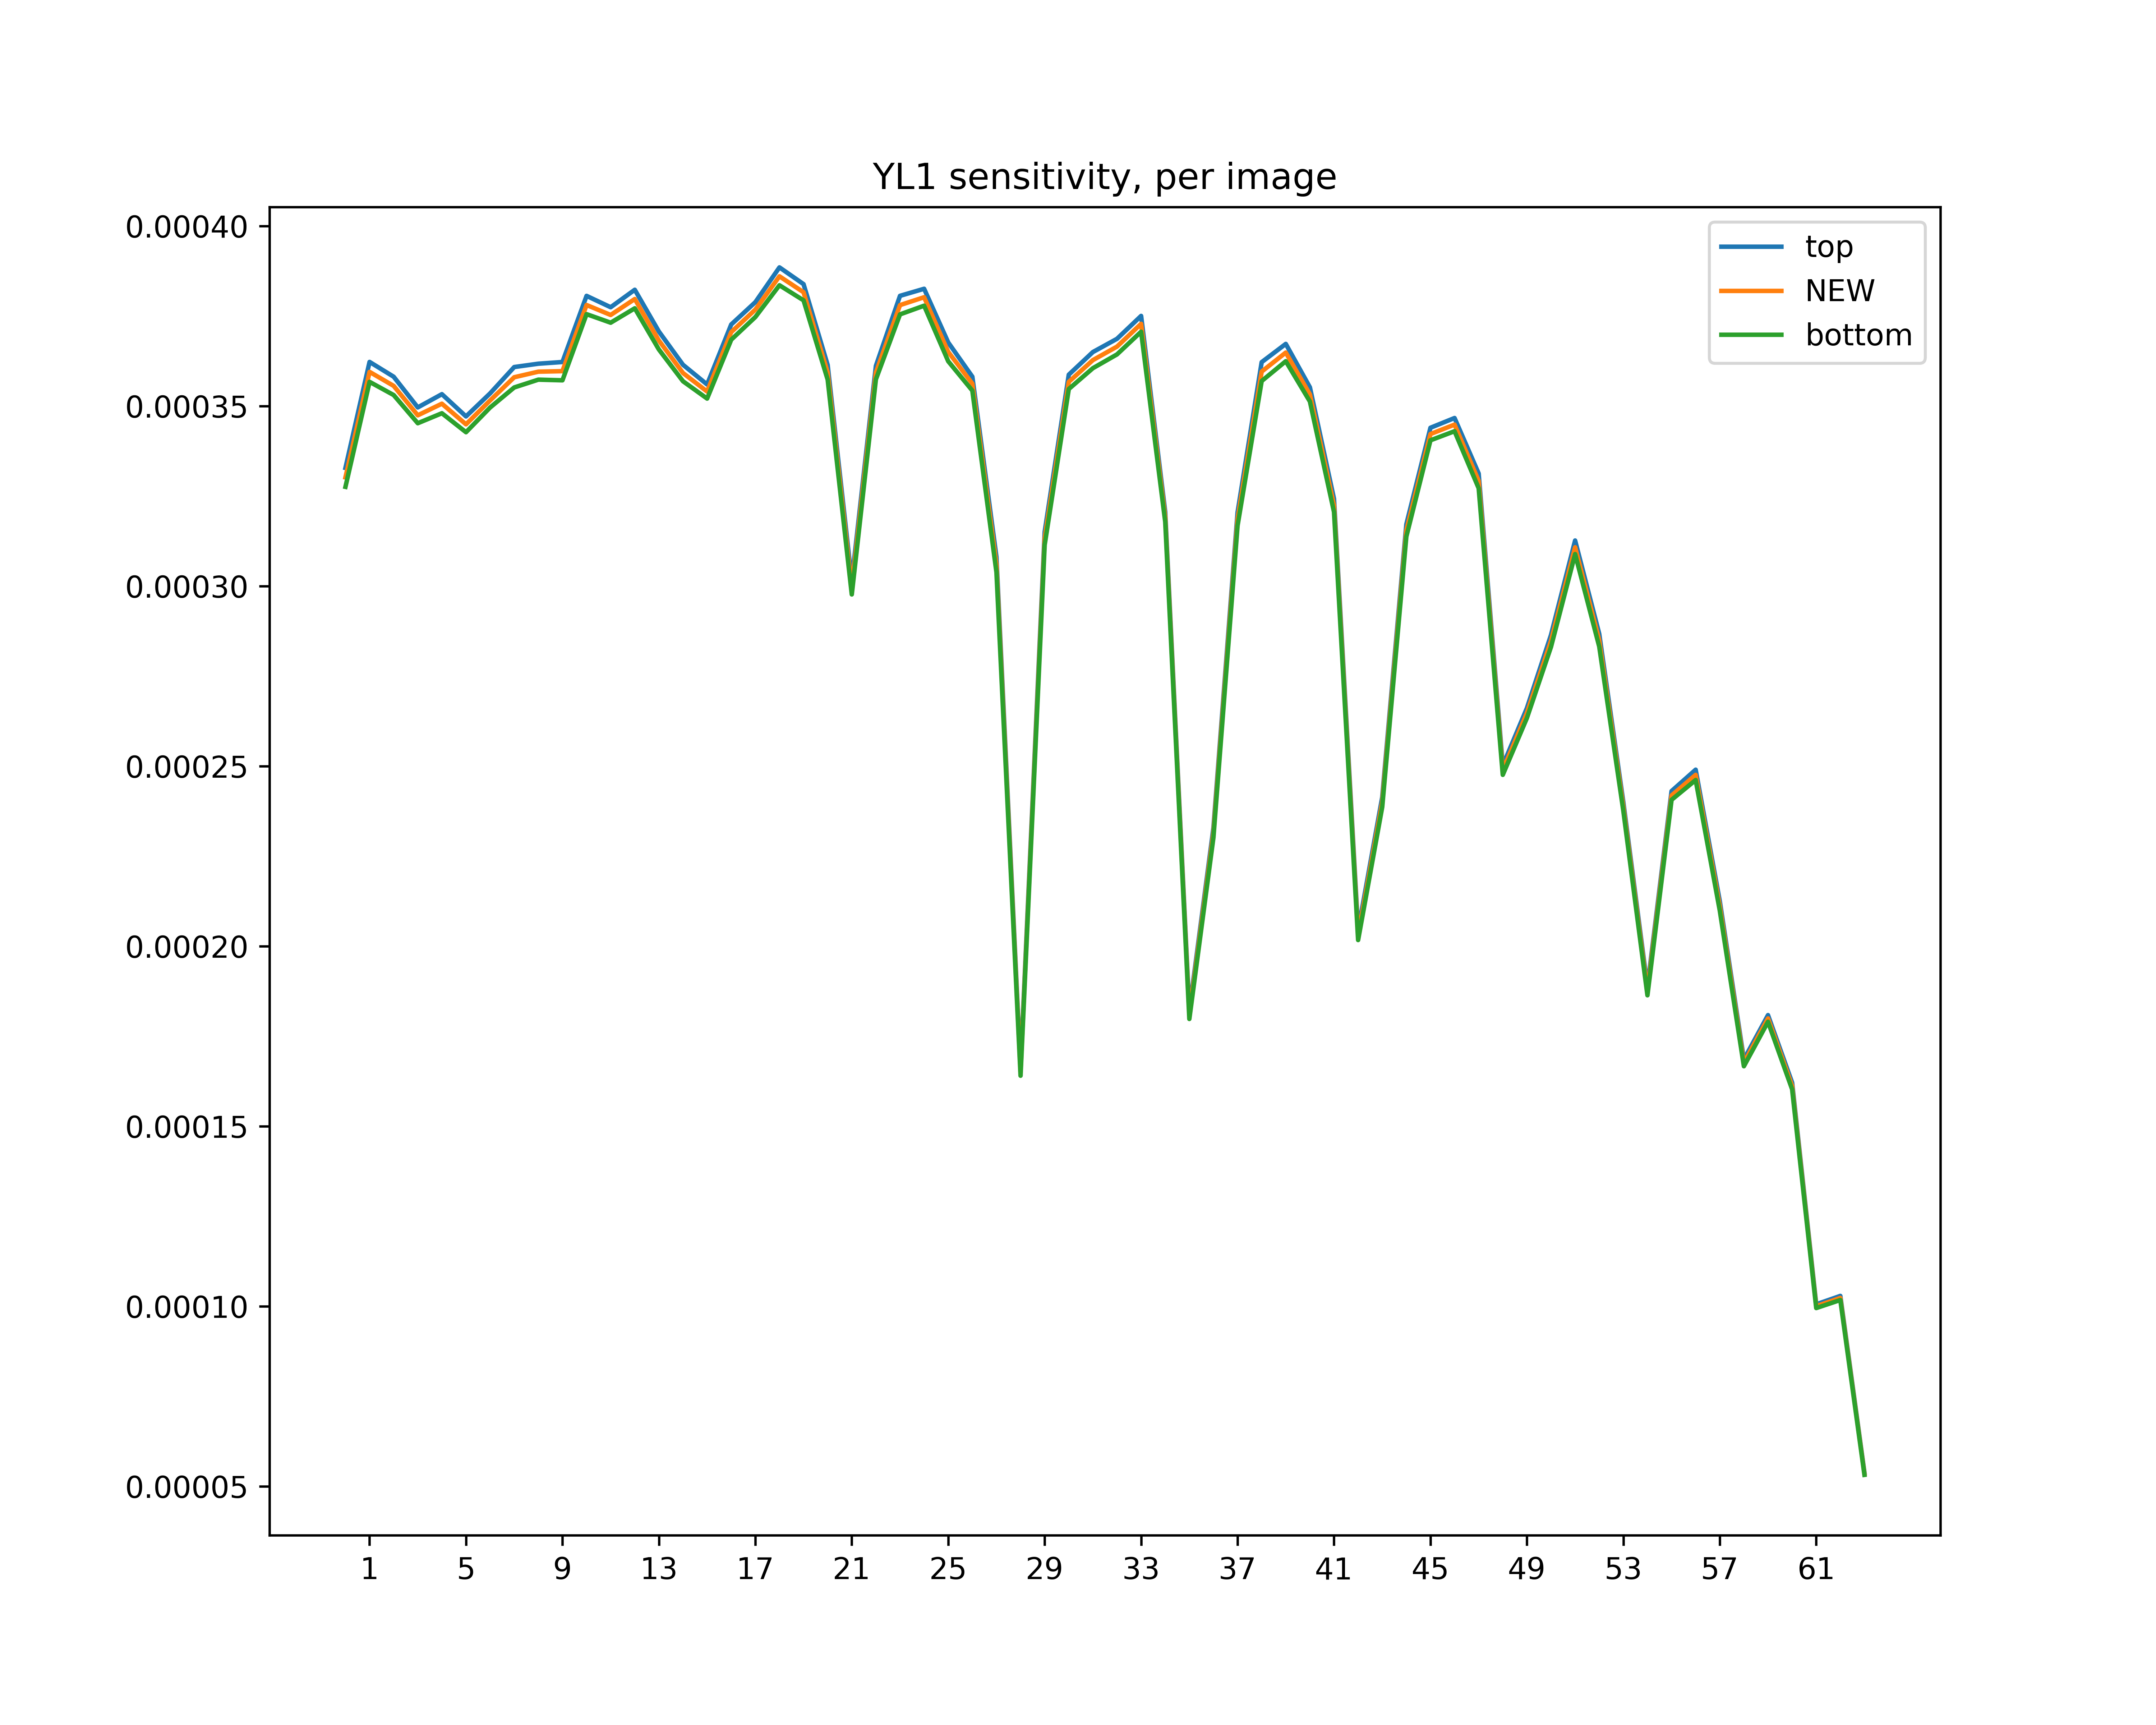 YL1 sensitivity, per image
0.00040
0.00035
0.00030
0.00025
0.00020
0.00015
0.00010
0.00005
top
NEW
bottom
1 5 9 13 17 21 25 29 33 37 41 45 49 53 57 61